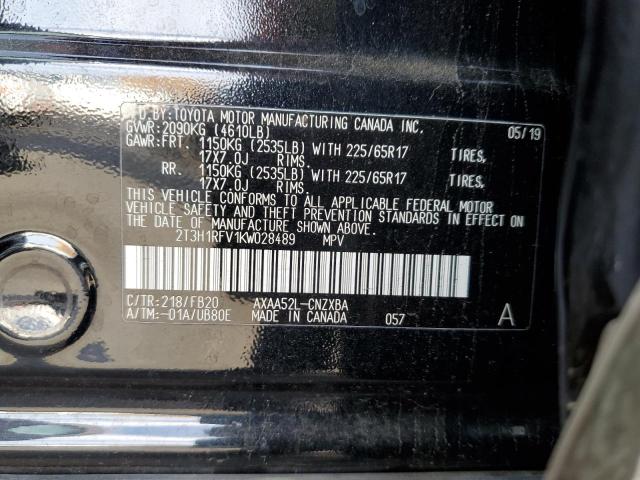 MFD. BY: TOYOTA MOTOR MANUFACTURING CANADA INC. 05/19
GVWR: 2090KG (4610LB)
GAWR: FRT. 1150KG (2535LB) WITH 225/65R17 TIRES,
17X7.0J RIMS.
RR. 1150KG (2535LB) WITH 225/65R17 TIRES,
17X7.0J RIMS.
THIS VEHICLE CONFORMS TO ALL APPLICABLE FEDERAL MOTOR
VEHICLE SAFETY AND THEFT PREVENTION STANDARDS IN EFFECT ON
THE DATE OF MANUFACTURE SHOWN ABOVE.
2T3H1RFV1KW028489 MPV
C/TR: 218/FB20 AXAA52L-CNZXBA
A/TM: -01A/UB80E MADE IN CANADA 057 A